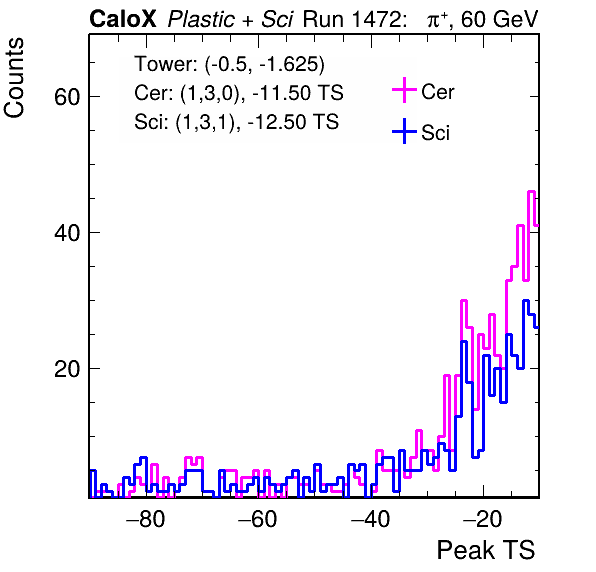 CaloX Plastic + Sci Run 1472: π⁺, 60 GeV
Counts
Tower: (-0.5, -1.625)
Cer: (1,3,0), -11.50 TS
Sci: (1,3,1), -12.50 TS
Cer
Sci
60
40
20
−80 −60 −40 −20
Peak TS